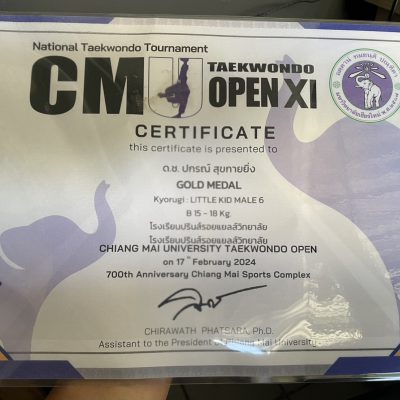 National Taekwondo Tournament
CMU TAEKWONDO
OPEN XI
CERTIFICATE
this certificate is presented to
ด.ช. ปกรณ์ สุขกายยิ่ง
GOLD MEDAL
Kyorugi : LITTLE KID MALE 6
B 15 - 18 Kg.
โรงเรียนปรินส์รอยแยลส์วิทยาลัย
โรงเรียนปรินส์รอยแยลส์วิทยาลัย
CHIANG MAI UNIVERSITY TAEKWONDO OPEN
on 17th February 2024
700th Anniversary Chiang Mai Sports Complex
CHIRAWATH PHATSARA, Ph.D.
Assistant to the President of Chiang Mai University